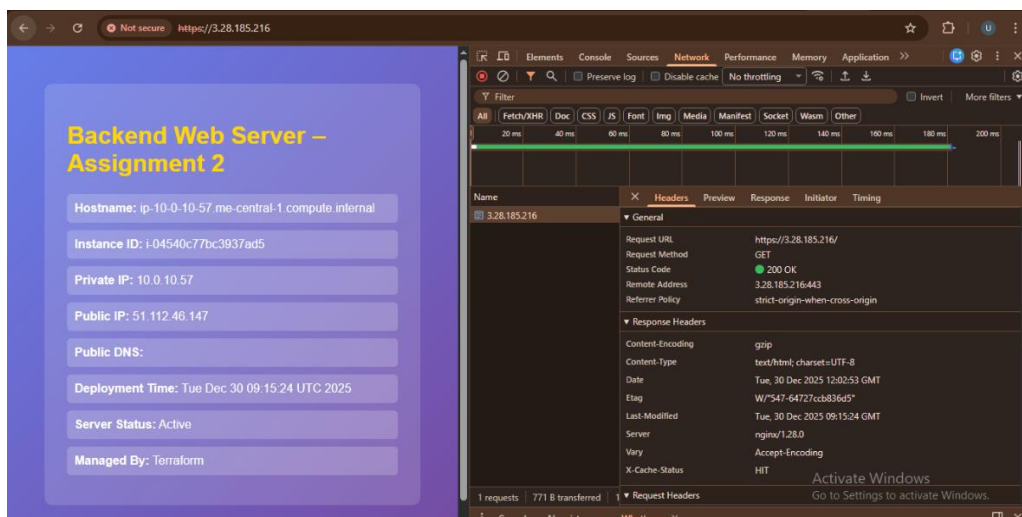 Not secure https://3.28.185.216
U
Backend Web Server –
Assignment 2
Hostname: ip-10-0-10-57.me-central-1.compute.internal
Instance ID: i-04540c77bc3937ad5
Private IP: 10.0.10.57
Public IP: 51.112.46.147
Public DNS:
Deployment Time: Tue Dec 30 09:15:24 UTC 2025
Server Status: Active
Managed By: Terraform
Elements Console Sources Network Performance Memory Application
Preserve log Disable cache No throttling
Filter Invert More filters
All Fetch/XHR Doc CSS JS Font Img Media Manifest Socket Wasm Other
20 ms 40 ms 60 ms 80 ms 100 ms 120 ms 140 ms 160 ms 180 ms 200 ms
Name
3.28.185.216
Headers Preview Response Initiator Timing
General
Request URL https://3.28.185.216/
Request Method GET
Status Code 200 OK
Remote Address 3.28.185.216:443
Referrer Policy strict-origin-when-cross-origin
Response Headers
Content-Encoding gzip
Content-Type text/html; charset=UTF-8
Date Tue, 30 Dec 2025 12:02:53 GMT
Etag W/"547-64727ccb836d5"
Last-Modified Tue, 30 Dec 2025 09:15:24 GMT
Server nginx/1.28.0
Vary Accept-Encoding
X-Cache-Status HIT
Request Headers
1 requests 771 B transferred
Activate Windows
Go to Settings to activate Windows.